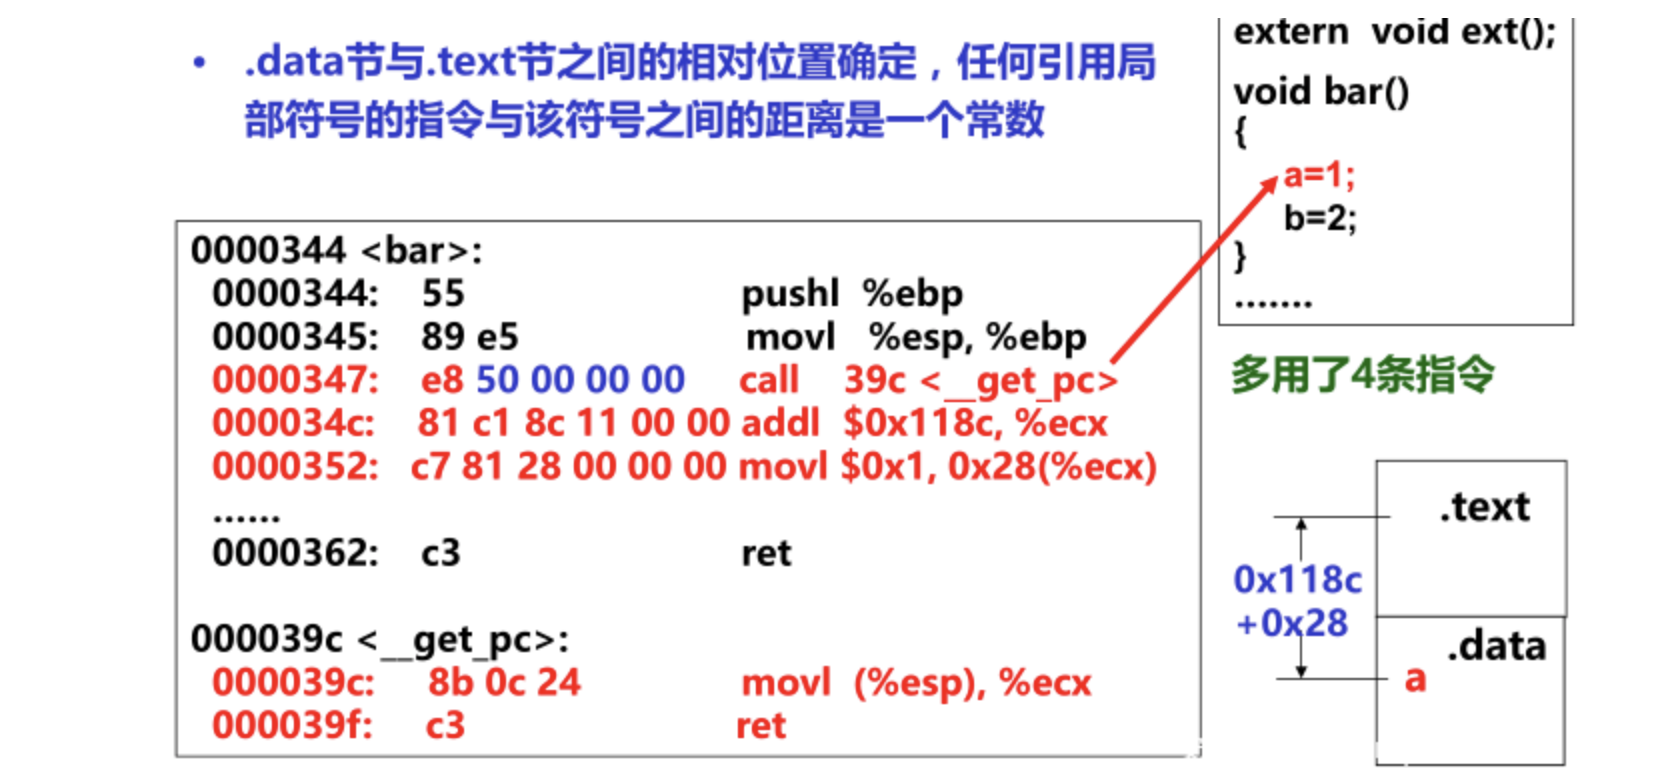 • .data节与.text节之间的相对位置确定，任何引用局
部符号的指令与该符号之间的距离是一个常数
extern void ext();
void bar()
{
a=1;
b=2;
}
.......
0000344 <bar>:
0000344: 55 pushl %ebp
0000345: 89 e5 movl %esp, %ebp
0000347: e8 50 00 00 00 call 39c <__get_pc>
000034c: 81 c1 8c 11 00 00 addl $0x118c, %ecx
0000352: c7 81 28 00 00 00 movl $0x1, 0x28(%ecx)
......
0000362: c3 ret
000039c <__get_pc>:
000039c: 8b 0c 24 movl (%esp), %ecx
000039f: c3 ret
多用了4条指令
.text
0x118c
+0x28
.data
a